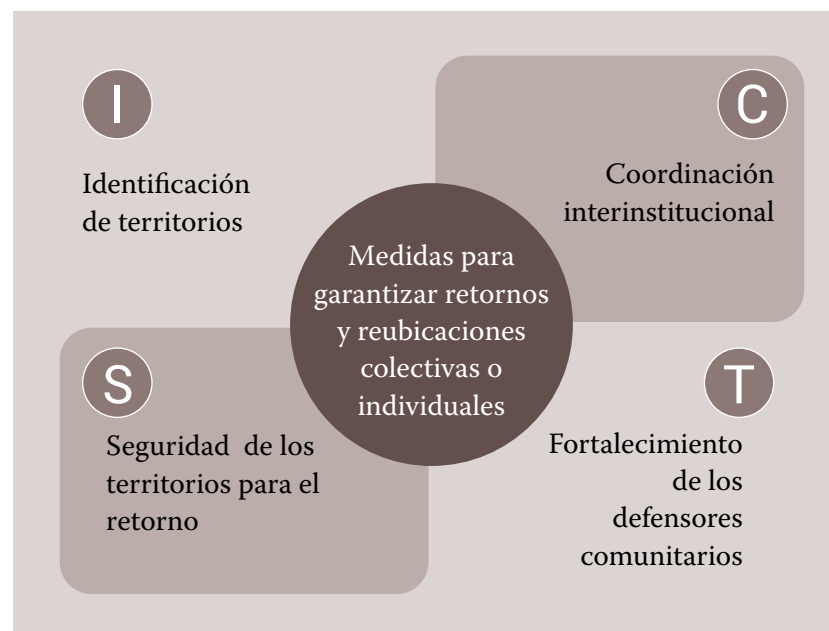 I
Identificación
de territorios
C
Coordinación
interinstitucional
Medidas para
garantizar retornos
y reubicaciones
colectivas o
individuales
S
Seguridad de los
territorios para el
retorno
T
Fortalecimiento
de los
defensores
comunitarios